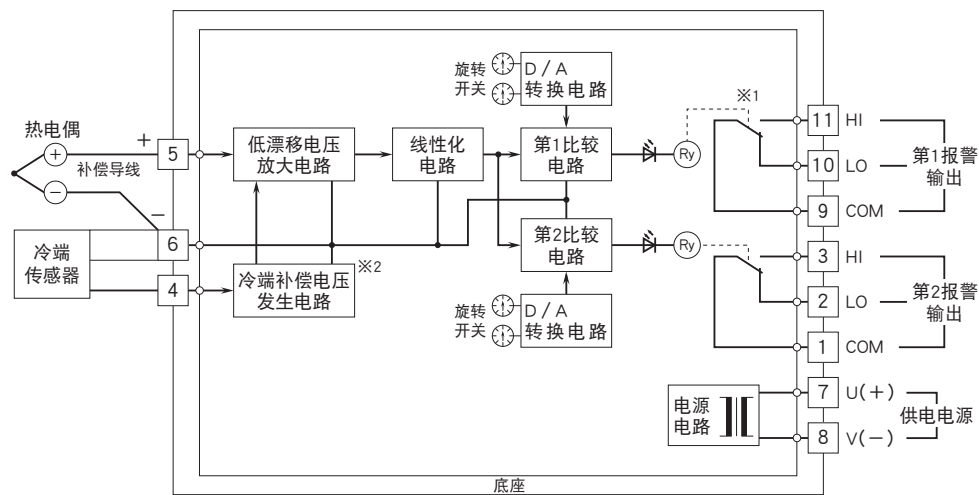 旋转
开关
D/A
转换电路
※1
11 HI
热电偶
+
5
+
补偿导线
低漂移电压
放大电路
线性化
电路
第1比较
电路
Ry
10 LO
第1报警
输出
−
−
9 COM
6
冷端
传感器
4
冷端补偿电压
发生电路
※2
第2比较
电路
Ry
3 HI
2 LO
第2报警
输出
旋转
开关
D/A
转换电路
1 COM
电源
电路
7 U(+)
供电电源
8 V(−)
底座